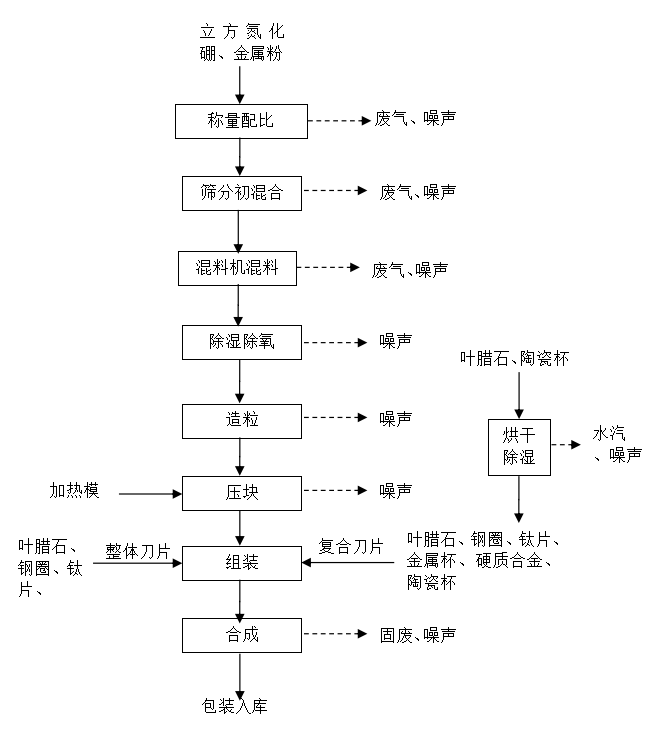 立方氮化
硼、金属粉
称量配比
废气、噪声
筛分初混合
废气、噪声
混料机混料
废气、噪声
除湿除氧
噪声
造粒
噪声
加热模
压块
噪声
叶腊石、
钢圈、钛
片、
整体刀片
组装
复合刀片
叶腊石、陶瓷杯
烘干
除湿
水汽
、噪声
叶腊石、钢圈、钛片、
金属杯、硬质合金、
陶瓷杯
合成
固废、噪声
包装入库